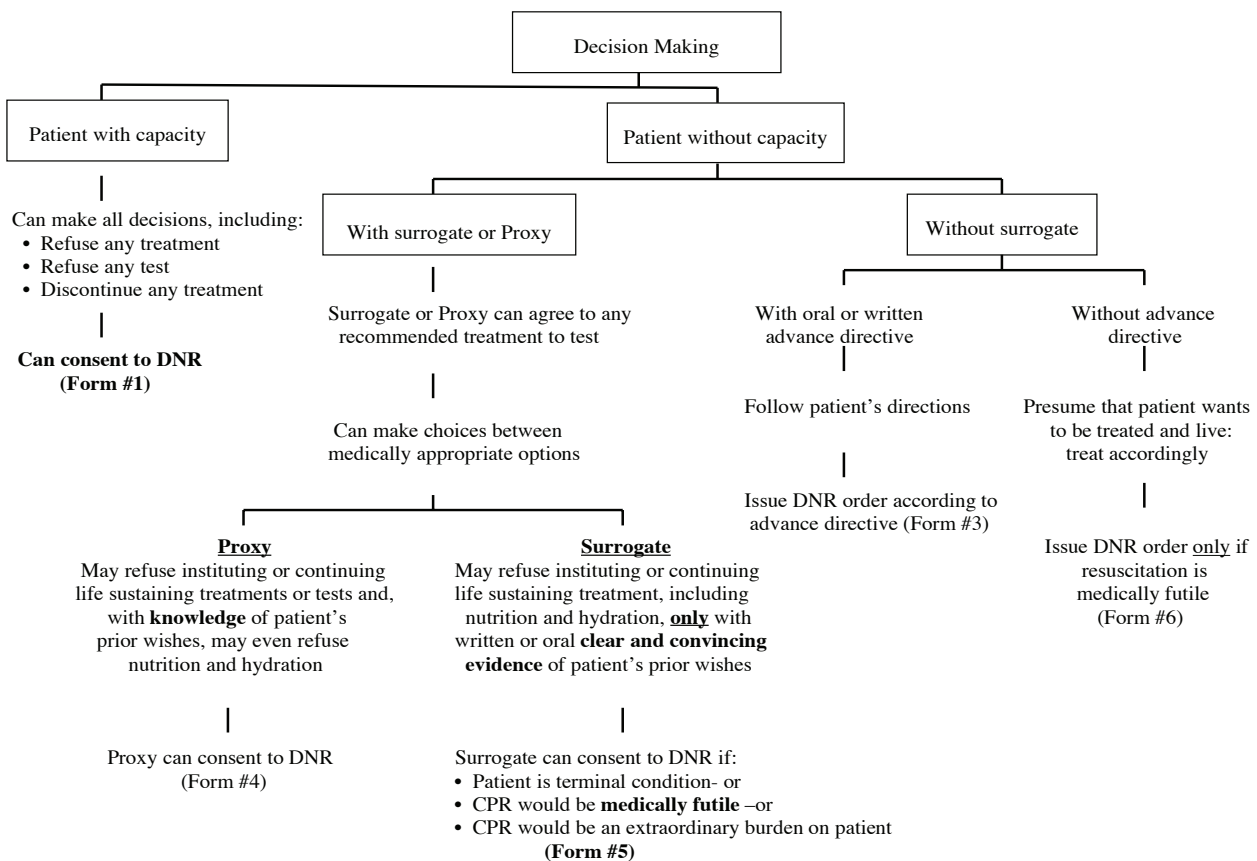 Decision Making
Patient with capacity
Can make all decisions, including:
• Refuse any treatment
• Refuse any test
• Discontinue any treatment
Can consent to DNR
(Form #1)
Patient without capacity
With surrogate or Proxy
Surrogate or Proxy can agree to any
recommended treatment to test
Can make choices between
medically appropriate options
Proxy
May refuse instituting or continuing
life sustaining treatments or tests and,
with knowledge of patient’s
prior wishes, may even refuse
nutrition and hydration
Proxy can consent to DNR
(Form #4)
Surrogate
May refuse instituting or continuing
life sustaining treatment, including
nutrition and hydration, only with
written or oral clear and convincing
evidence of patient’s prior wishes
Surrogate can consent to DNR if:
• Patient is terminal condition- or
• CPR would be medically futile –or
• CPR would be an extraordinary burden on patient
(Form #5)
Without surrogate
With oral or written
advance directive
Follow patient’s directions
Issue DNR order according to
advance directive (Form #3)
Without advance
directive
Presume that patient wants
to be treated and live:
treat accordingly
Issue DNR order only if
resuscitation is
medically futile
(Form #6)